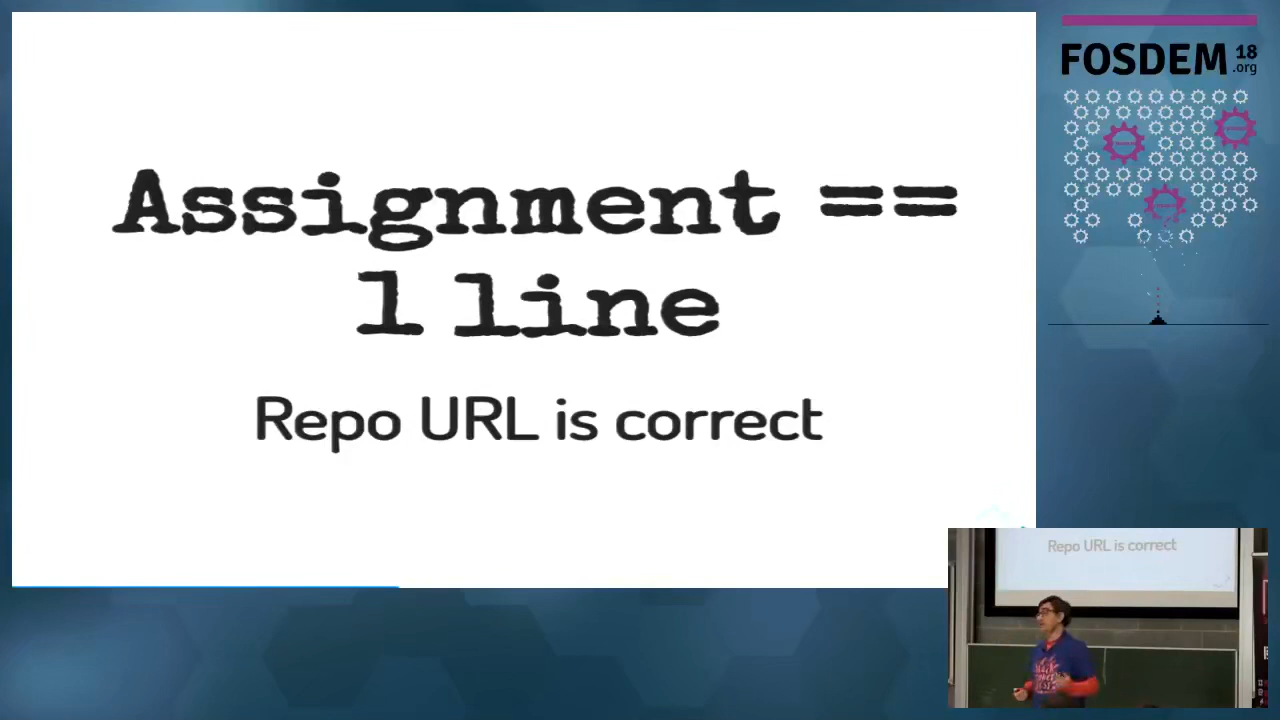 Assignment ==
1 line
Repo URL is correct
FOSDEM 18
.org
Repo URL is correct